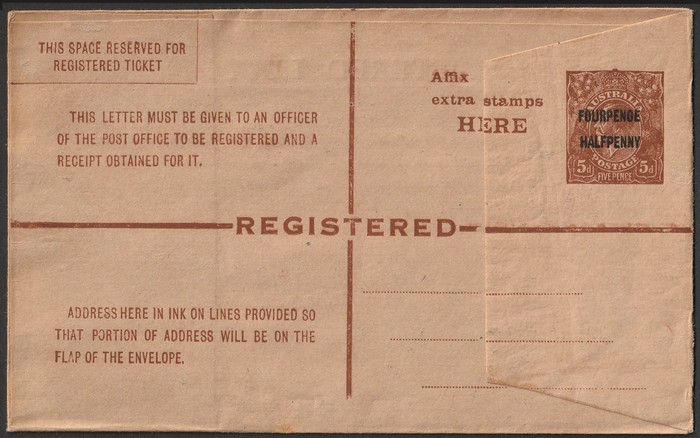 THIS SPACE RESERVED FOR
REGISTERED TICKET
Affix
extra stamps
HERE
AUSTRALIA
FOURPENCE
HALFPENNY
POSTAGE
5d 5d
FIVE PENCE
THIS LETTER MUST BE GIVEN TO AN OFFICER
OF THE POST OFFICE TO BE REGISTERED AND A
RECEIPT OBTAINED FOR IT.
REGISTERED
ADDRESS HERE IN INK ON LINES PROVIDED SO
THAT PORTION OF ADDRESS WILL BE ON THE
FLAP OF THE ENVELOPE.